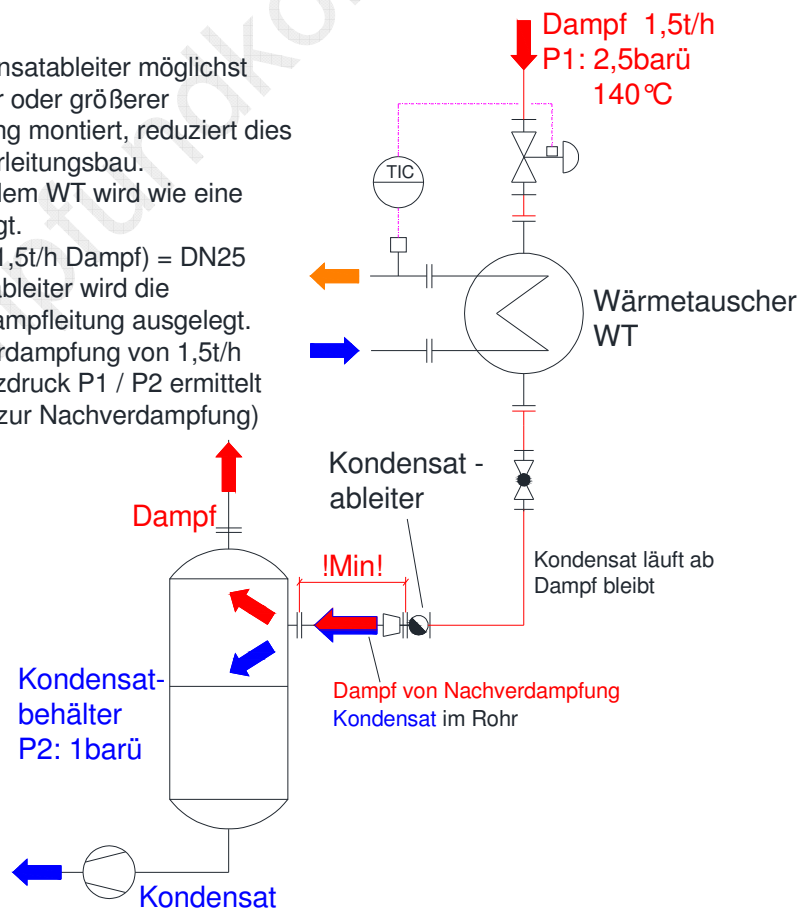 Dampf 1,5t/h
P1: 2,5barü
140°C
nsatableiter möglichst
r oder größerer
ng montiert, reduziert dies
rleitungsbau.
lem WT wird wie eine
gt.
1,5t/h Dampf) = DN25
ableiter wird die
ampfleitung ausgelegt.
rdampfung von 1,5t/h
zdruck P1 / P2 ermittelt
zur Nachverdampfung)
TIC
Wärmetauscher
WT
Kondensat -
ableiter
Dampf
!Min!
Kondensat läuft ab
Dampf bleibt
Kondensat-
behälter
P2: 1barü
Dampf von Nachverdampfung
Kondensat im Rohr
Kondensat